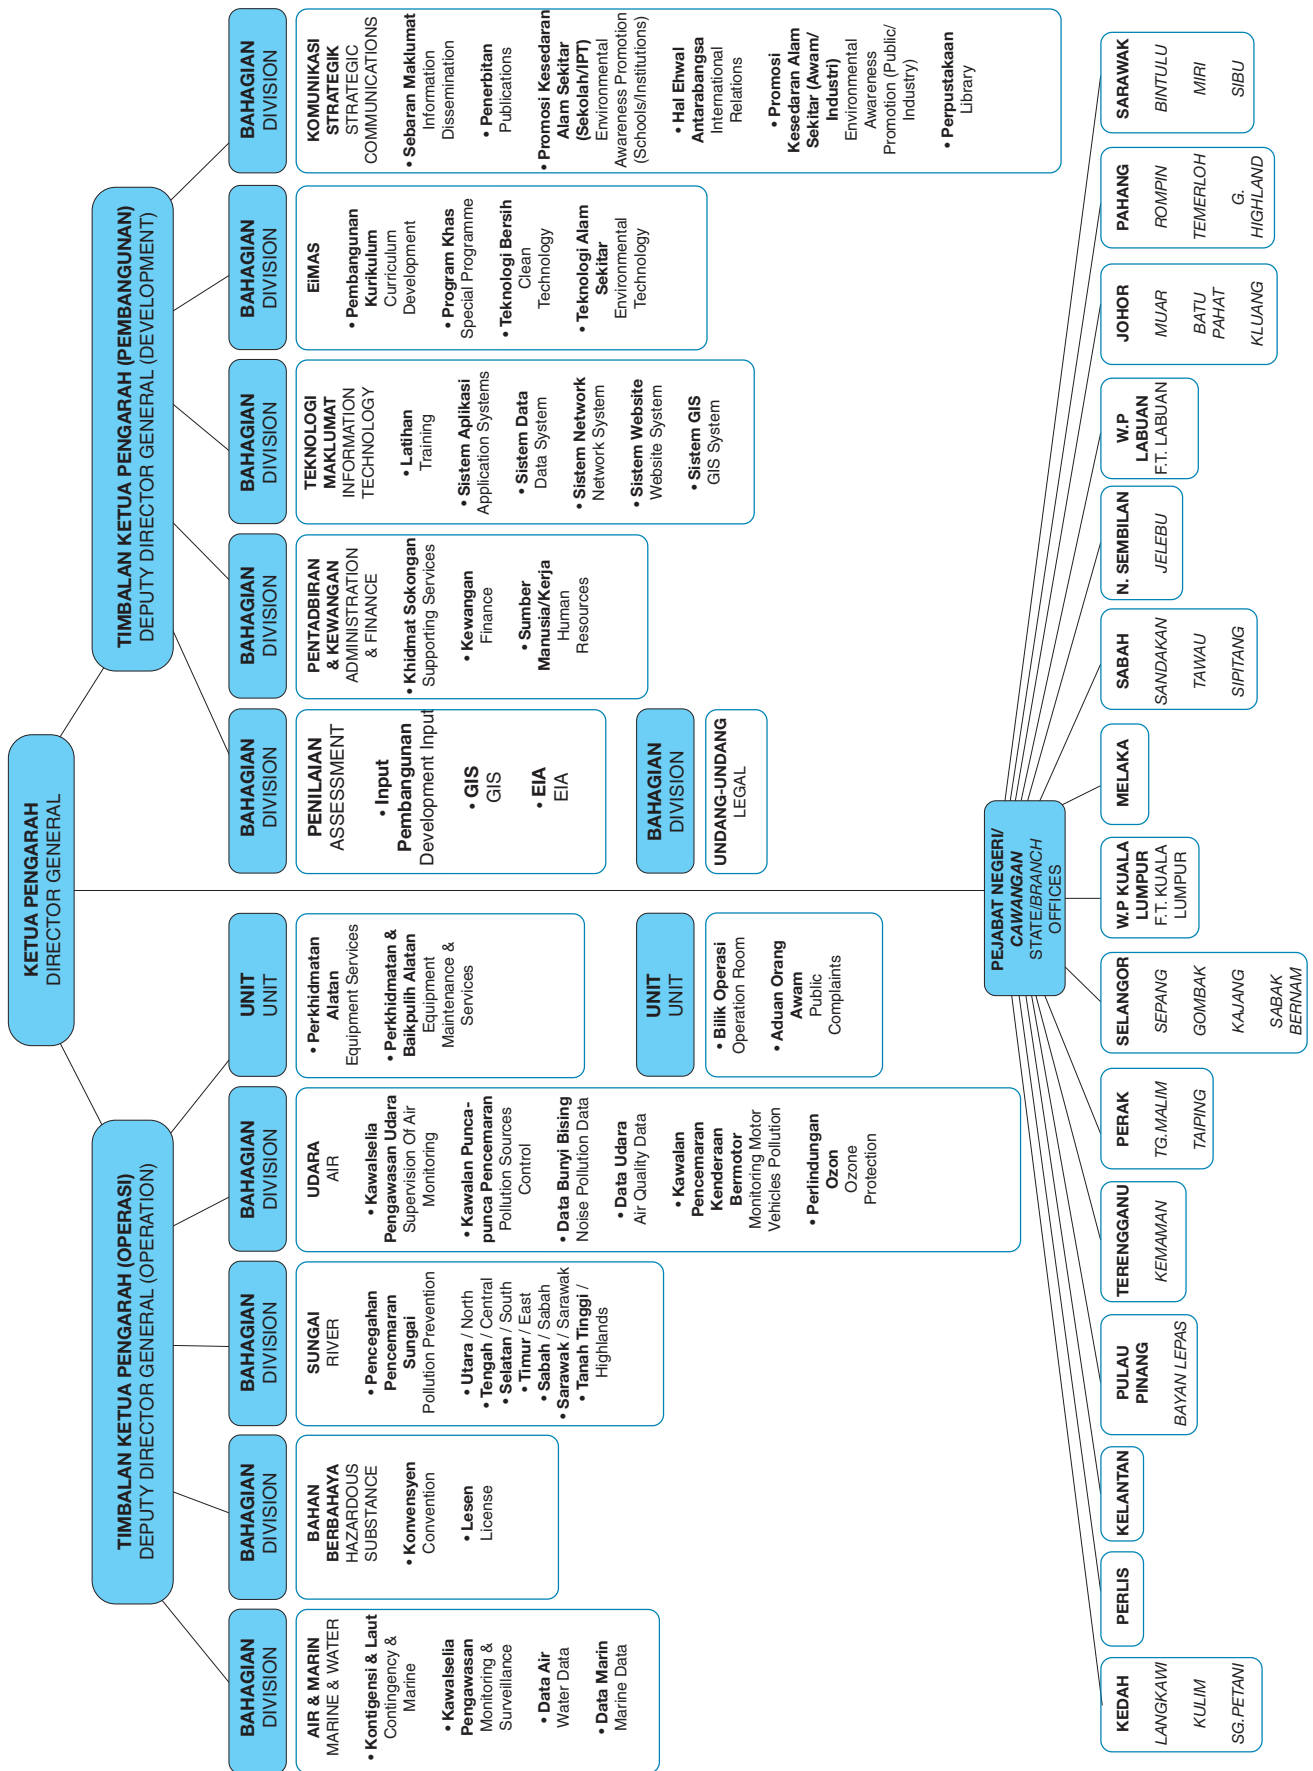 KETUA PENGARAH
DIRECTOR GENERAL
TIMBALAN KETUA PENGARAH (OPERASI)
DEPUTY DIRECTOR GENERAL (OPERATION)
TIMBALAN KETUA PENGARAH (PEMBANGUNAN)
DEPUTY DIRECTOR GENERAL (DEVELOPMENT)
BAHAGIAN
DIVISION
AIR & MARIN
MARINE & WATER
• Kontigensi & Laut
Contingency &
Marine
• Kawalselia
Pengawasan
Monitoring &
Surveillance
• Data Air
Water Data
• Data Marin
Marine Data
BAHAGIAN
DIVISION
BAHAN
BERBAHAYA
HAZARDOUS
SUBSTANCE
• Konvensyen
Convention
• Lesen
License
BAHAGIAN
DIVISION
SUNGAI
RIVER
• Pencegahan
Pencemaran
Sungai
Pollution Prevention
• Utara / North
• Tengah / Central
• Selatan / South
• Timur / East
• Sabah / Sabah
• Sarawak / Sarawak
• Tanah Tinggi /
Highlands
BAHAGIAN
DIVISION
UDARA
AIR
• Kawalselia
Pengawasan Udara
Supervision Of Air
Monitoring
• Kawalan Punca-
punca Pencemaran
Pollution Sources
Control
• Data Bunyi Bising
Noise Pollution Data
• Data Udara
Air Quality Data
• Kawalan
Pencemaran
Kenderaan
Bermotor
Monitoring Motor
Vehicles Pollution
• Perlindungan
Ozon
Ozone
Protection
UNIT
UNIT
• Perkhidmatan
Alatan
Equipment Services
• Perkhidmatan &
Baikpulih Alatan
Equipment
Maintenance &
Services
UNIT
UNIT
• Bilik Operasi
Operation Room
• Aduan Orang
Awam
Public
Complaints
BAHAGIAN
DIVISION
PENILAIAN
ASSESSMENT
• Input
Pembangunan
Development Input
• GIS
GIS
• EIA
EIA
BAHAGIAN
DIVISION
UNDANG-UNDANG
LEGAL
BAHAGIAN
DIVISION
PENTADBIRAN
& KEWANGAN
ADMINISTRATION
& FINANCE
• Khidmat Sokongan
Supporting Services
• Kewangan
Finance
• Sumber
Manusia/Kerja
Human
Resources
BAHAGIAN
DIVISION
TEKNOLOGI
MAKLUMAT
INFORMATION
TECHNOLOGY
• Latihan
Training
• Sistem Aplikasi
Application Systems
• Sistem Data
Data System
• Sistem Network
Network System
• Sistem Website
Website System
• Sistem GIS
GIS System
BAHAGIAN
DIVISION
EiMAS
• Pembangunan
Kurikulum
Curriculum
Development
• Program Khas
Special Programme
• Teknologi Bersih
Clean
Technology
• Teknologi Alam
Sekitar
Environmental
Technology
BAHAGIAN
DIVISION
KOMUNIKASI
STRATEGIK
STRATEGIC
COMMUNICATIONS
• Sebaran Maklumat
Information
Dissemination
• Penerbitan
Publications
• Promosi Kesedaran
Alam Sekitar
(Sekolah/IPT)
Environmental
Awareness Promotion
(Schools/Institutions)
• Hal Ehwal
Antarabangsa
International
Relations
• Promosi
Kesedaran Alam
Sekitar (Awam/
Industri)
Environmental
Awareness
Promotion (Public/
Industry)
• Perpustakaan
Library
PEJABAT NEGERI/
CAWANGAN
STATE/BRANCH
OFFICES
KEDAH
LANGKAWI
KULIM
SG.PETANI
PERLIS
KELANTAN
PULAU
PINANG
BAYAN LEPAS
TERENGGANU
KEMAMAN
PERAK
TG.MALIM
TAIPING
SELANGOR
SEPANG
GOMBAK
KAJANG
SABAK
BERNAM
W.P KUALA
LUMPUR
F.T. KUALA
LUMPUR
MELAKA
SABAH
SANDAKAN
TAWAU
SIPITANG
N. SEMBILAN
JELEBU
W.P
LABUAN
F.T. LABUAN
JOHOR
MUAR
BATU
PAHAT
KLUANG
PAHANG
ROMPIN
TEMERLOH
G.
HIGHLAND
SARAWAK
BINTULU
MIRI
SIBU